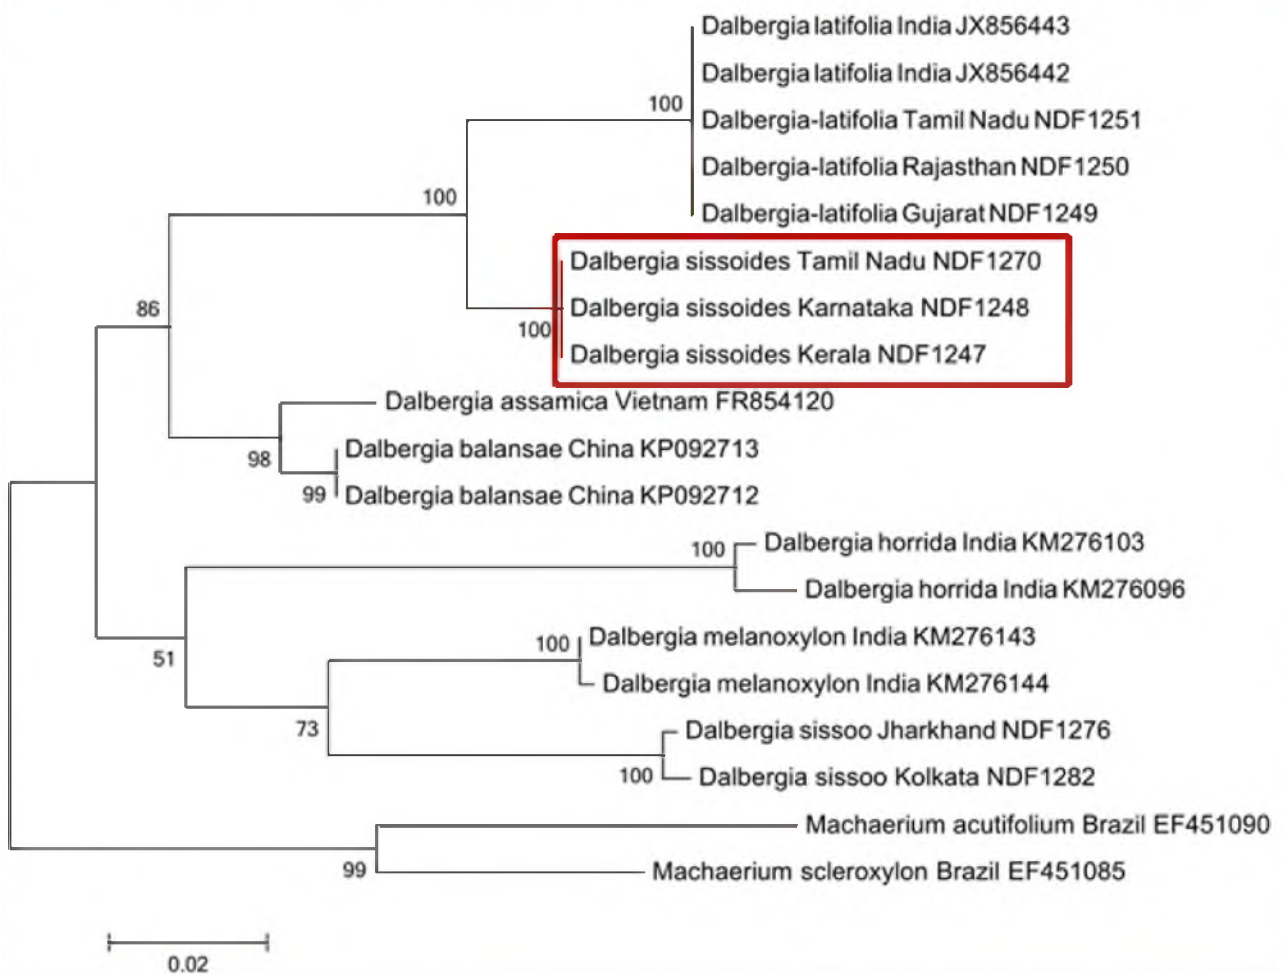 Dalbergia latifolia India JX856443
Dalbergia latifolia India JX856442
100
Dalbergia-latifolia Tamil Nadu NDF1251
Dalbergia-latifolia Rajasthan NDF1250
100
Dalbergia-latifolia Gujarat NDF1249
Dalbergia sissoides Tamil Nadu NDF1270
86
Dalbergia sissoides Karnataka NDF1248
100
Dalbergia sissoides Kerala NDF1247
Dalbergia assamica Vietnam FR854120
98
Dalbergia balansae China KP092713
99
Dalbergia balansae China KP092712
100
Dalbergia horrida India KM276103
Dalbergia horrida India KM276096
100
Dalbergia melanoxylon India KM276143
51
Dalbergia melanoxylon India KM276144
73
Dalbergia sissoo Jharkhand NDF1276
100
Dalbergia sissoo Kolkata NDF1282
Machaerium acutifolium Brazil EF451090
99
Machaerium scleroxylon Brazil EF451085
0.02